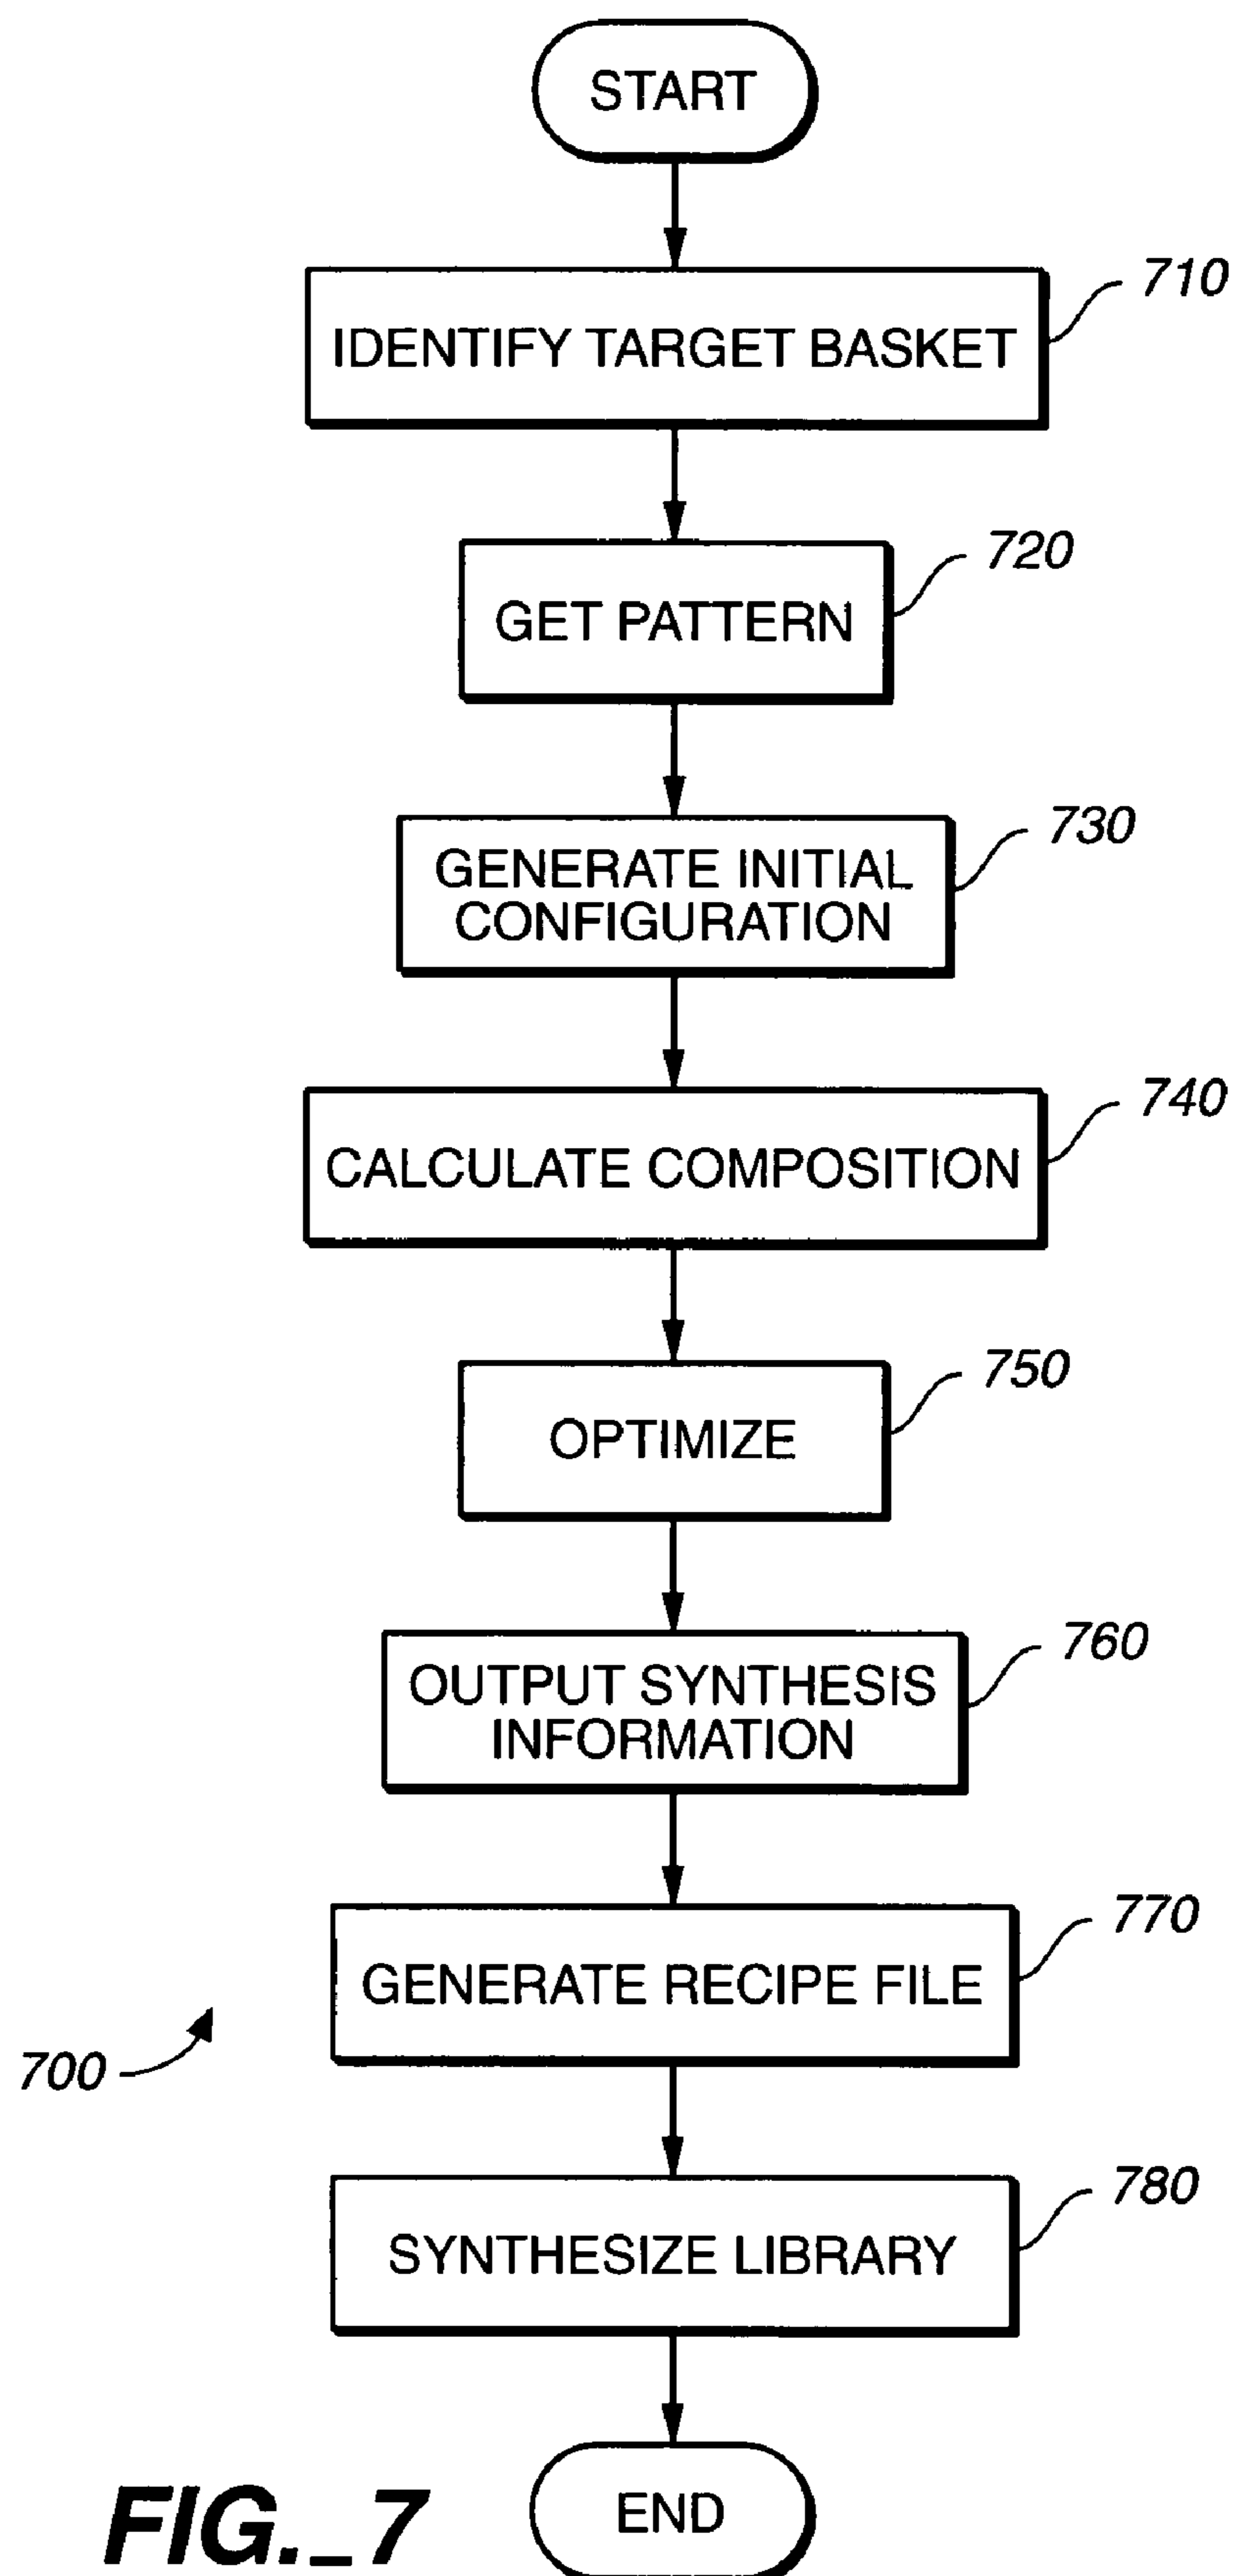 START
710
IDENTIFY TARGET BASKET
720
GET PATTERN
730
GENERATE INITIAL
CONFIGURATION
740
CALCULATE COMPOSITION
750
OPTIMIZE
760
OUTPUT SYNTHESIS
INFORMATION
770
GENERATE RECIPE FILE
700
780
SYNTHESIZE LIBRARY
END
FIG._7